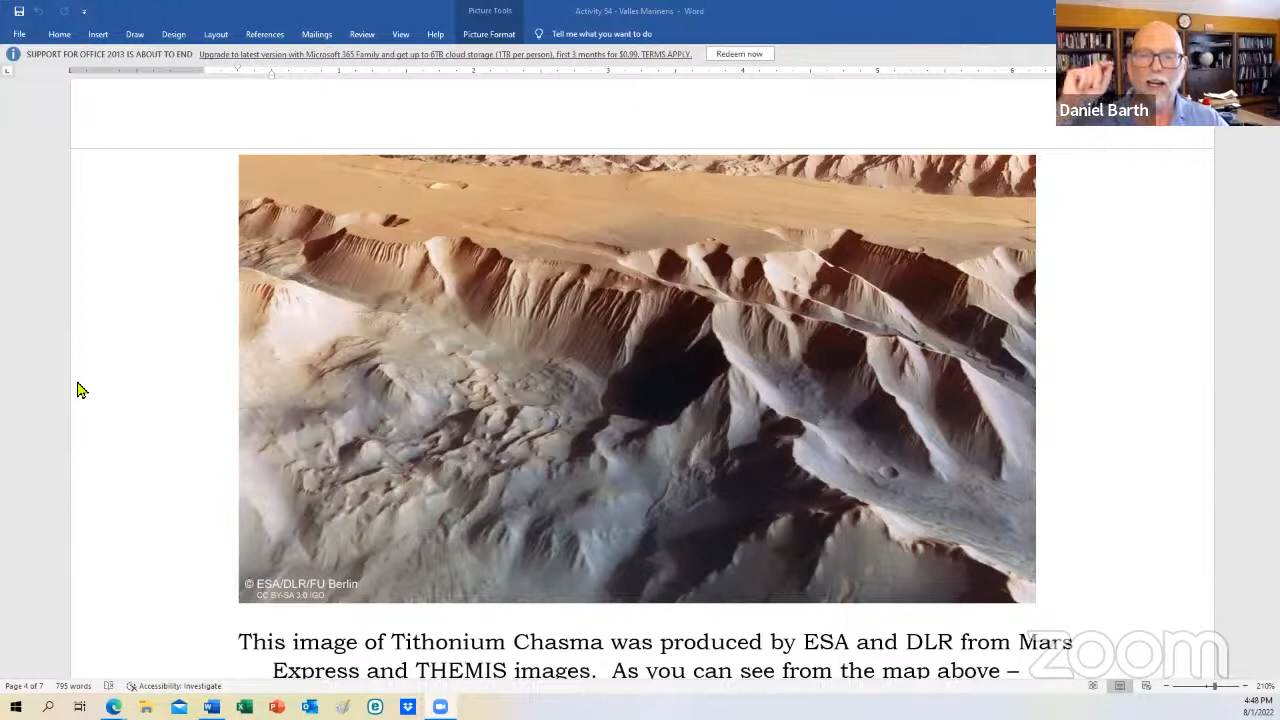 Picture Tools
Activity 54 - Valles Marineris - Word
File Home Insert Draw Design Layout References Mailings Review View Help Picture Format Tell me what you want to do
SUPPORT FOR OFFICE 2013 IS ABOUT TO END Upgrade to latest version with Microsoft 365 Family and get up to 6TB cloud storage (1TB per person), first 3 months for $0.99. TERMS APPLY. Redeem now
1 2 3 4 5 6
Daniel Barth
© ESA/DLR/FU Berlin
CC BY-SA 3.0 IGO
This image of Tithonium Chasma was produced by ESA and DLR from Mars
Express and THEMIS images. As you can see from the map above –
zoom
Page 4 of 7 795 words Accessibility: Investigate 210%
4:48 PM
8/1/2022